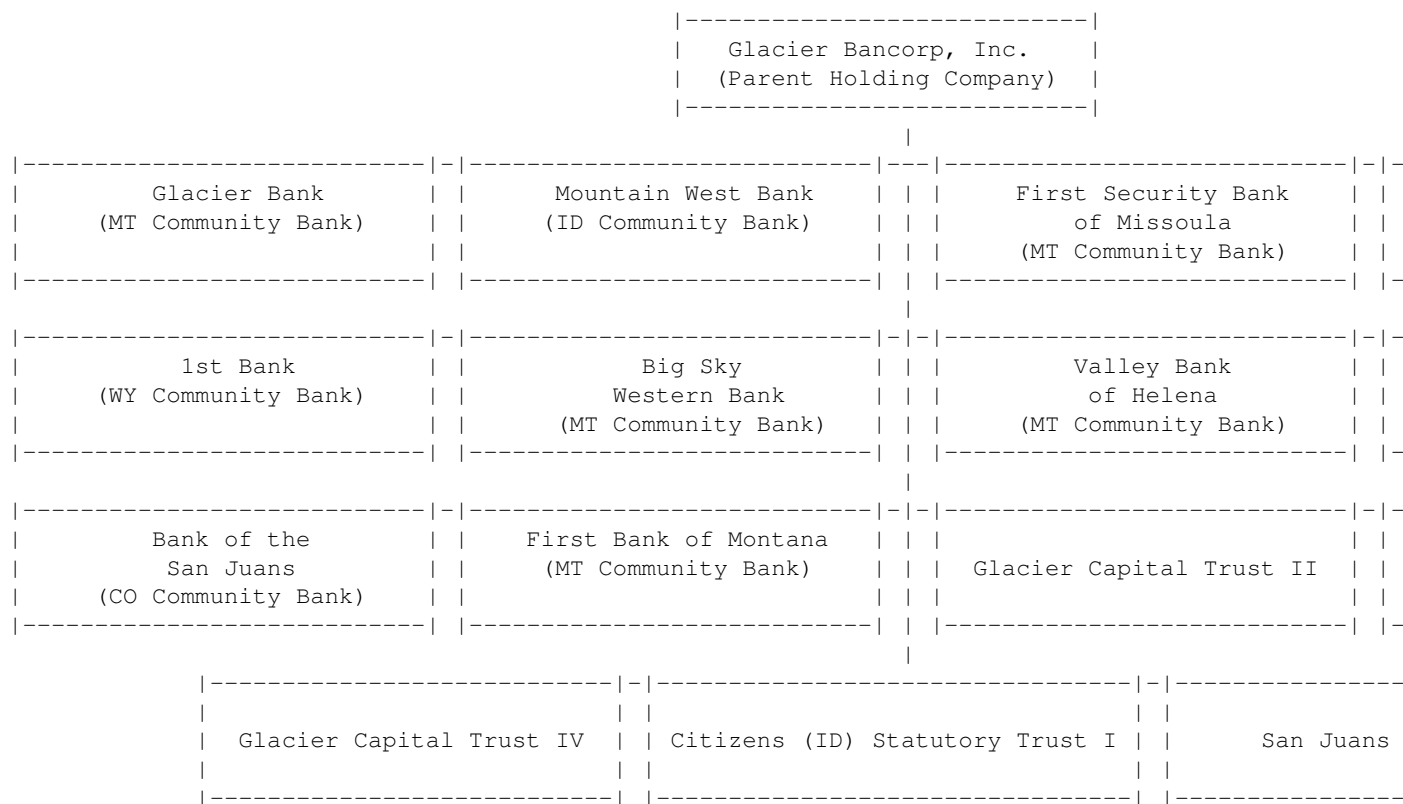 Glacier Bancorp, Inc.
(Parent Holding Company)
Glacier Bank
(MT Community Bank)
Mountain West Bank
(ID Community Bank)
First Security Bank
of Missoula
(MT Community Bank)
1st Bank
(WY Community Bank)
Big Sky
Western Bank
(MT Community Bank)
Valley Bank
of Helena
(MT Community Bank)
Bank of the
San Juans
(CO Community Bank)
First Bank of Montana
(MT Community Bank)
Glacier Capital Trust II
Glacier Capital Trust IV
Citizens (ID) Statutory Trust I
San Juans